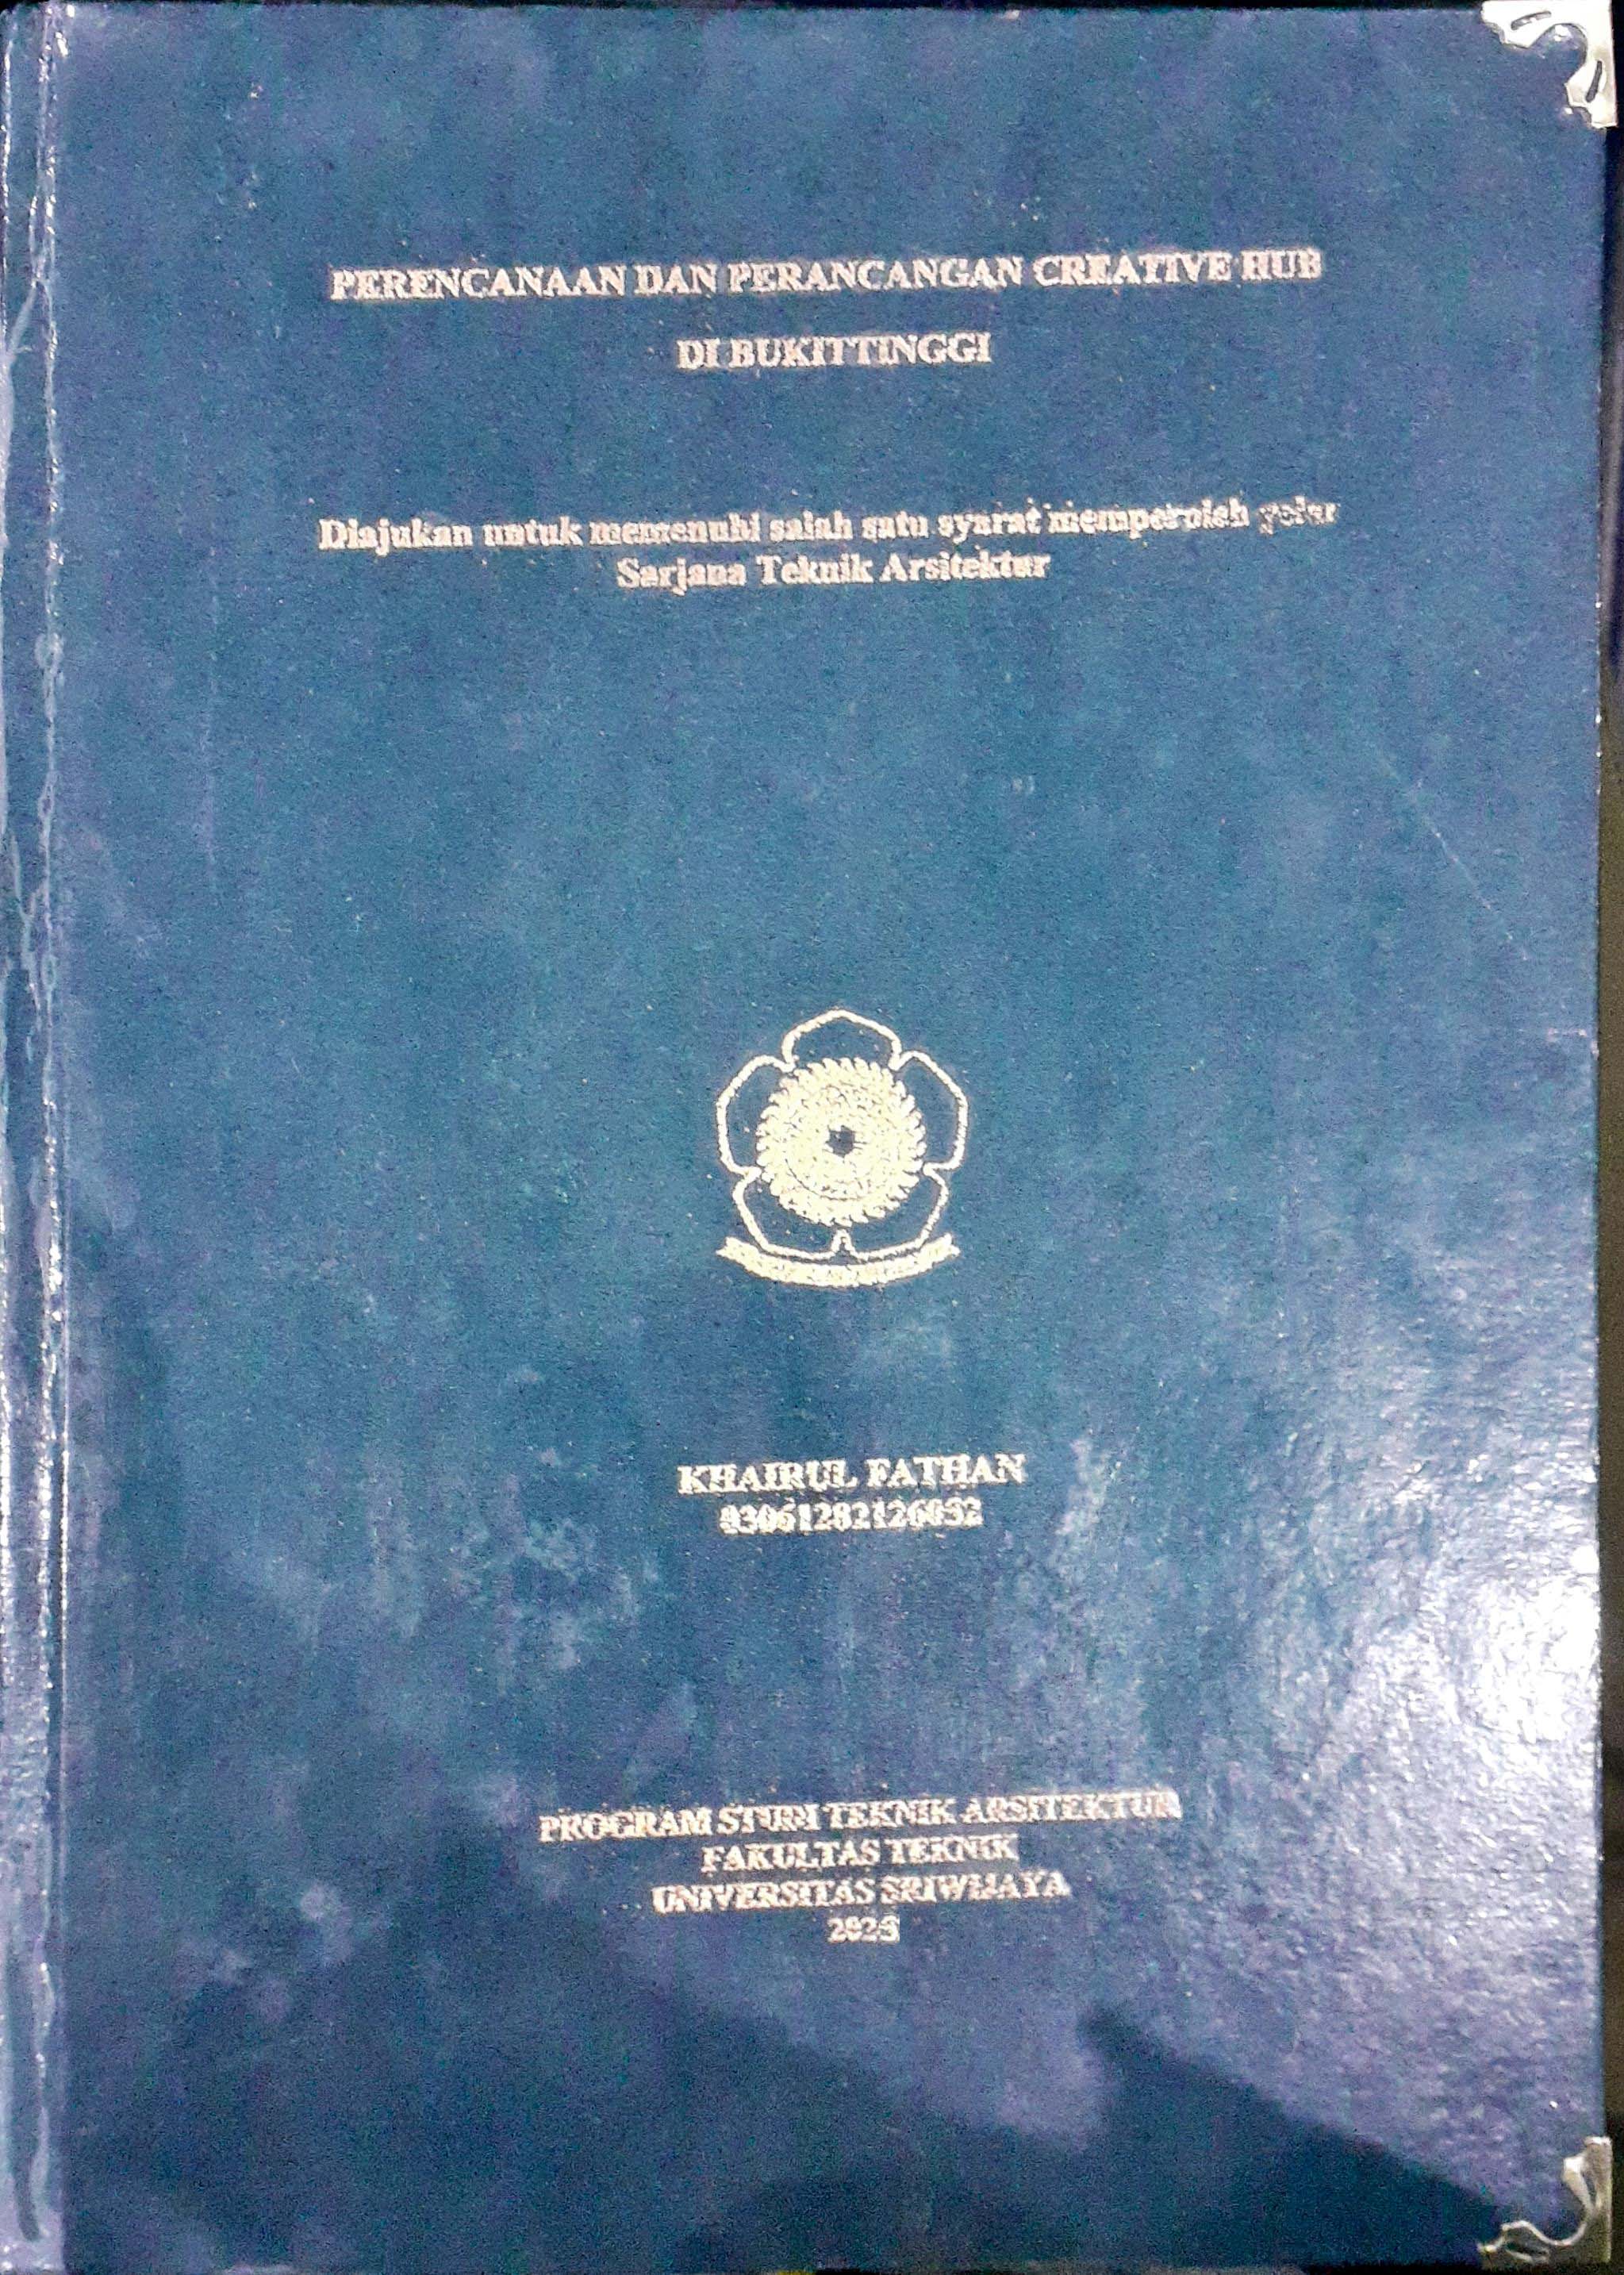 PERENCANAAN DAN PERANCANGAN CREATIVE HUB
DI BUKITTINGGI
Diajukan untuk memenuhi salah satu syarat memperoleh gelar
Sarjana Teknik Arsitektur
KHAIRUL FATHAN
03061282126052
PROGRAM STUDI TEKNIK ARSITEKTUR
FAKULTAS TEKNIK
UNIVERSITAS SRIWIJAYA